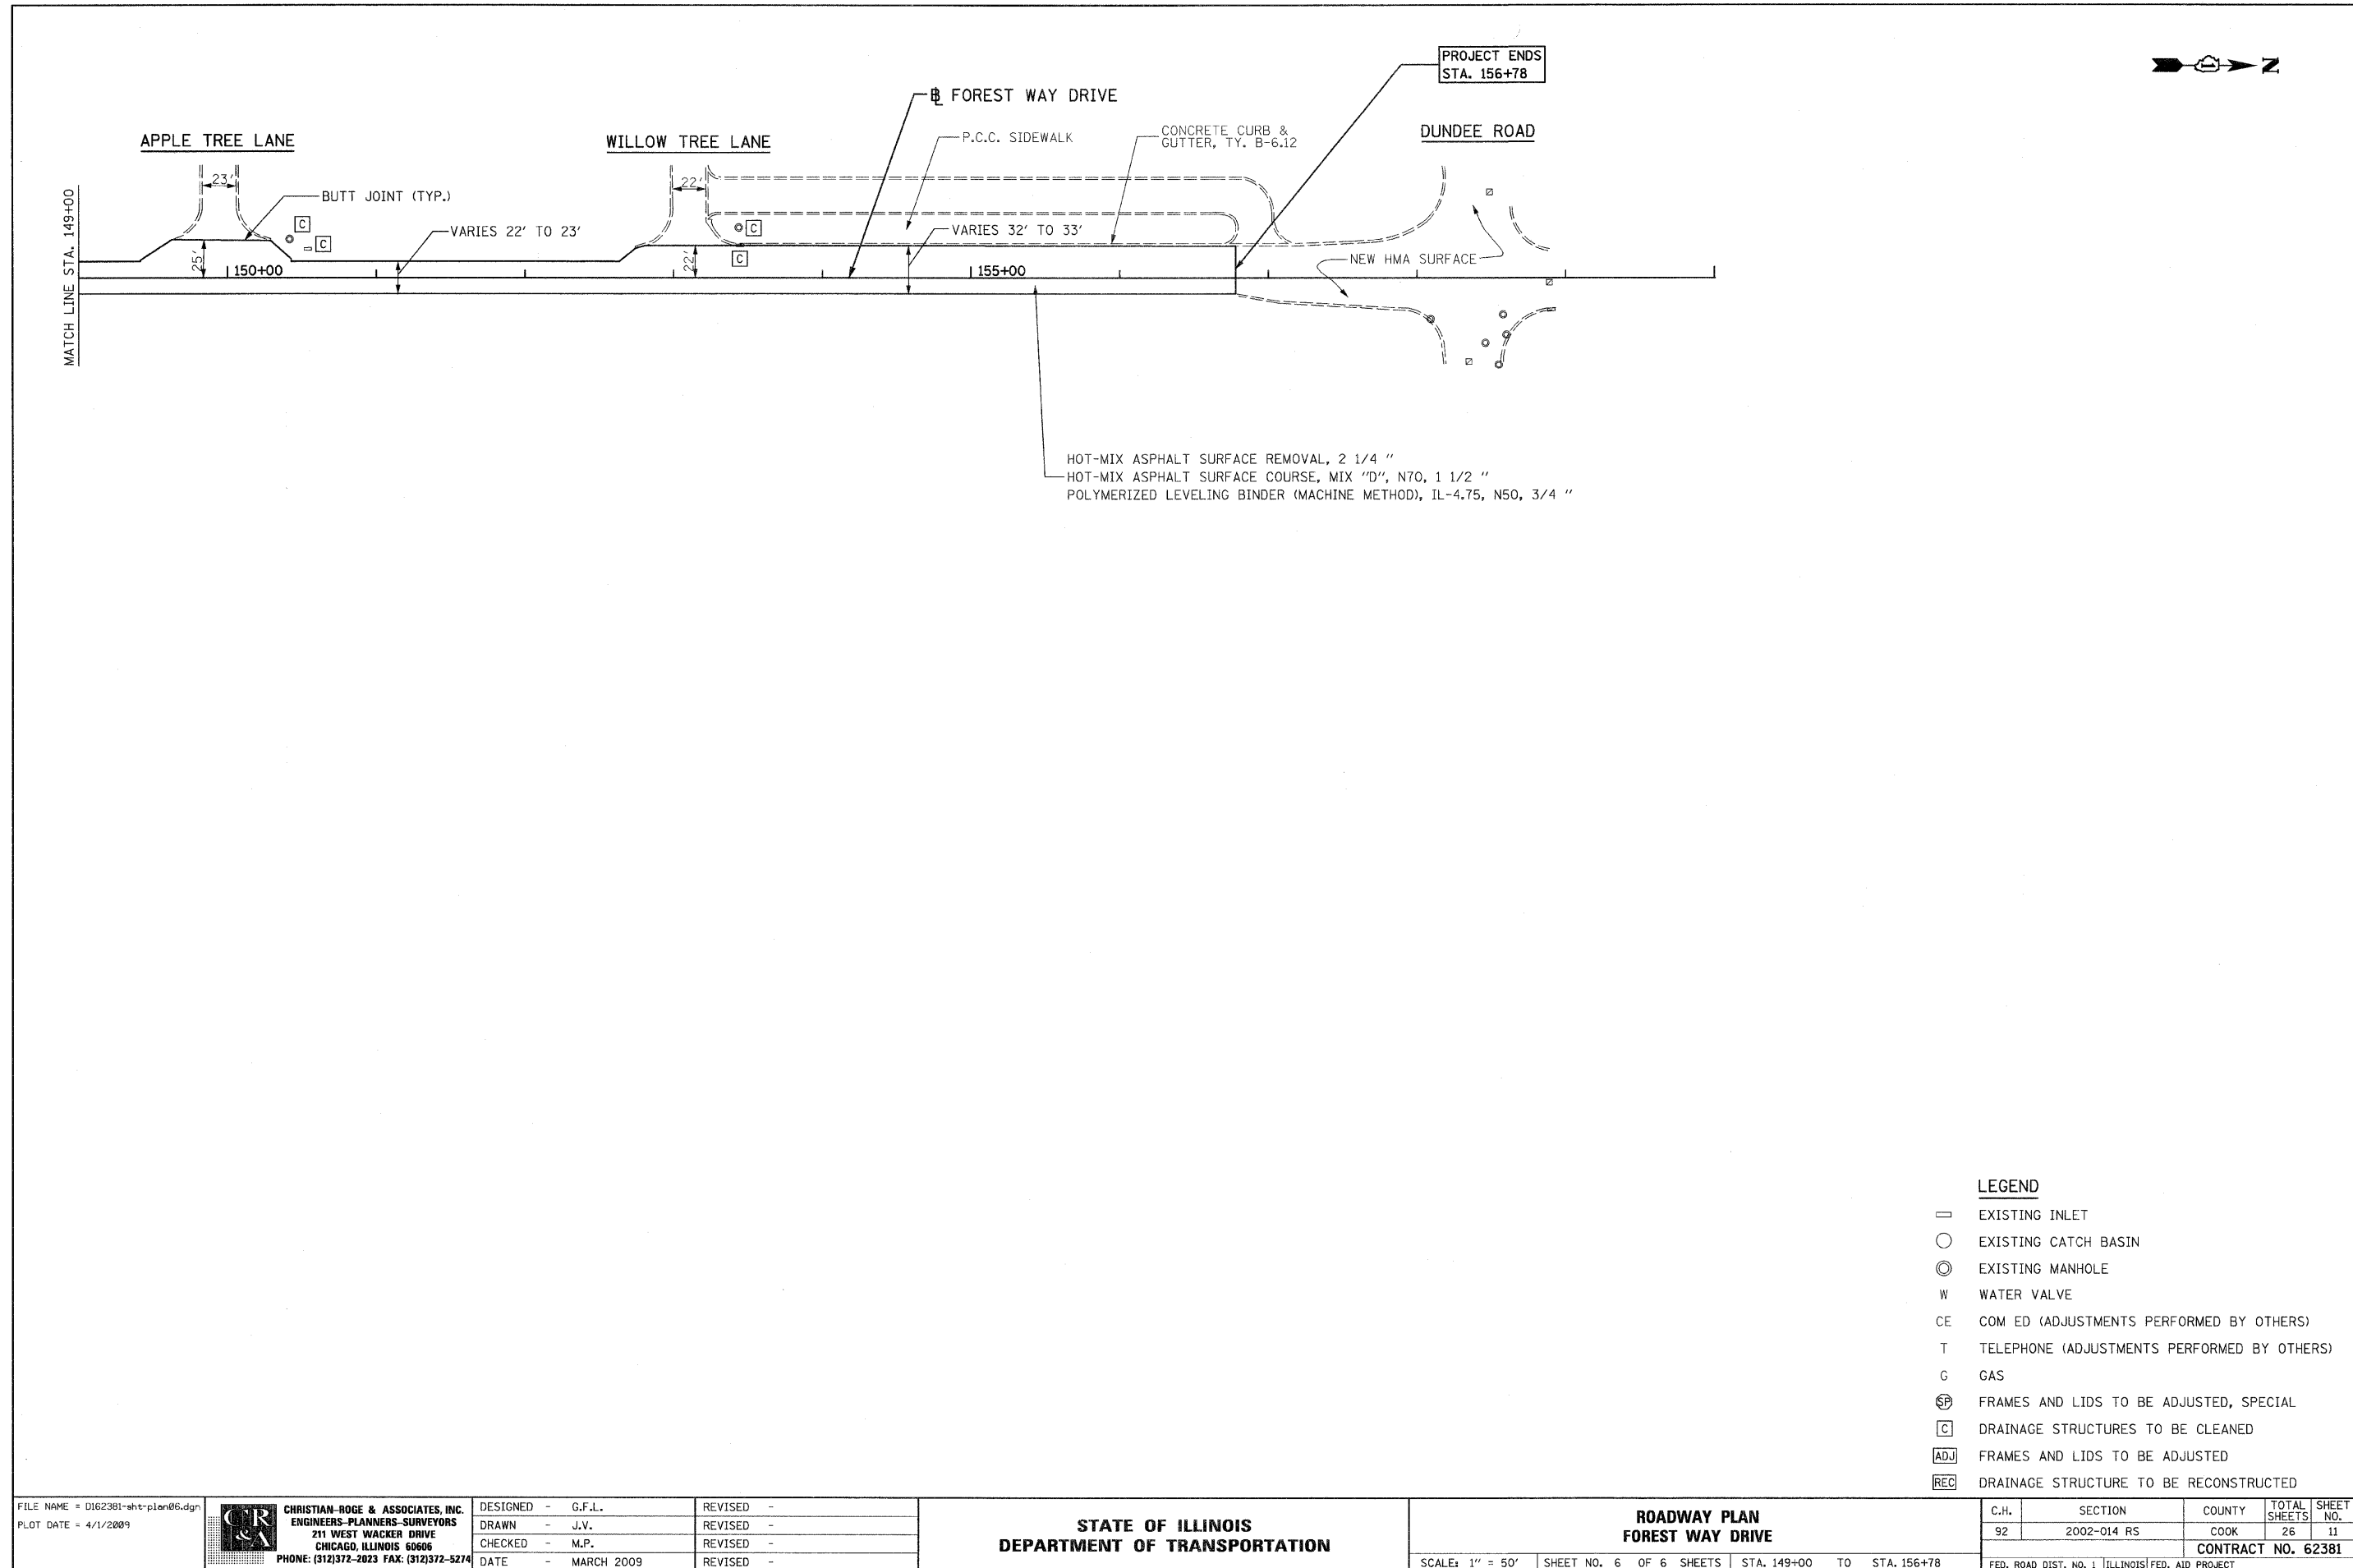 PROJECT ENDS
STA. 156+78
N
℄ FOREST WAY DRIVE
APPLE TREE LANE
WILLOW TREE LANE
P.C.C. SIDEWALK
CONCRETE CURB &
GUTTER, TY. B-6.12
DUNDEE ROAD
MATCH LINE STA. 149+00
23'
BUTT JOINT (TYP.)
C
C
25'
150+00
VARIES 22' TO 23'
22'
C
C
22'
VARIES 32' TO 33'
155+00
NEW HMA SURFACE
HOT-MIX ASPHALT SURFACE REMOVAL, 2 1/4 "
HOT-MIX ASPHALT SURFACE COURSE, MIX "D", N70, 1 1/2 "
POLYMERIZED LEVELING BINDER (MACHINE METHOD), IL-4.75, N50, 3/4 "
LEGEND
EXISTING INLET
EXISTING CATCH BASIN
EXISTING MANHOLE
W WATER VALVE
CE COM ED (ADJUSTMENTS PERFORMED BY OTHERS)
T TELEPHONE (ADJUSTMENTS PERFORMED BY OTHERS)
G GAS
SP FRAMES AND LIDS TO BE ADJUSTED, SPECIAL
C DRAINAGE STRUCTURES TO BE CLEANED
ADJ FRAMES AND LIDS TO BE ADJUSTED
REC DRAINAGE STRUCTURE TO BE RECONSTRUCTED
FILE NAME = D162381-sht-plan06.dgn
PLOT DATE = 4/1/2009
CR
&A
CHRISTIAN-ROGE & ASSOCIATES, INC.
ENGINEERS-PLANNERS-SURVEYORS
211 WEST WACKER DRIVE
CHICAGO, ILLINOIS 60606
PHONE: (312)372-2023 FAX: (312)372-5274
DESIGNED - G.F.L.
DRAWN - J.V.
CHECKED - M.P.
DATE - MARCH 2009
REVISED -
REVISED -
REVISED -
REVISED -
STATE OF ILLINOIS
DEPARTMENT OF TRANSPORTATION
ROADWAY PLAN
FOREST WAY DRIVE
SCALE: 1" = 50' SHEET NO. 6 OF 6 SHEETS STA. 149+00 TO STA. 156+78
C.H. SECTION COUNTY TOTAL SHEETS SHEET NO.
92 2002-014 RS COOK 26 11
CONTRACT NO. 62381
FED. ROAD DIST. NO. 1 ILLINOIS FED. AID PROJECT